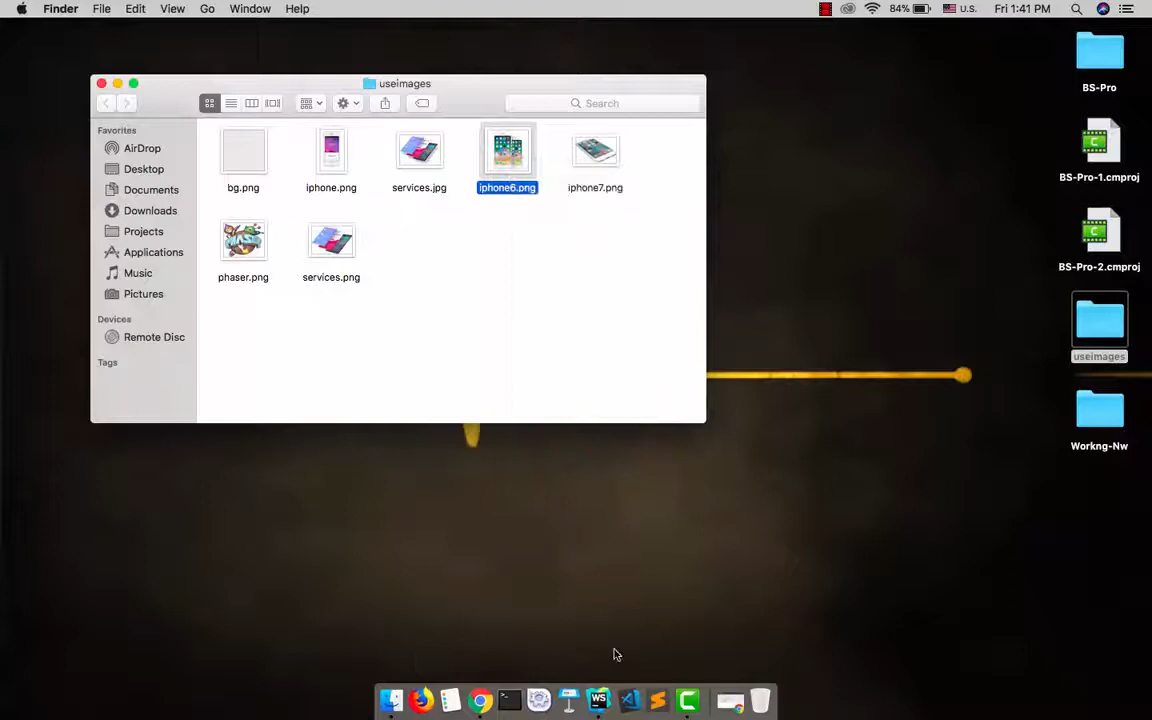 Finder File Edit View Go Window Help 84% U.S. Fri 1:41 PM
useimages
Search
Favorites
AirDrop
Desktop
Documents
Downloads
Projects
Applications
Music
Pictures
Devices
Remote Disc
Tags
bg.png iphone.png services.jpg iphone6.png iphone7.png
phaser.png services.png
BS-Pro
BS-Pro-1.cmproj
BS-Pro-2.cmproj
useimages
Workng-Nw
WS